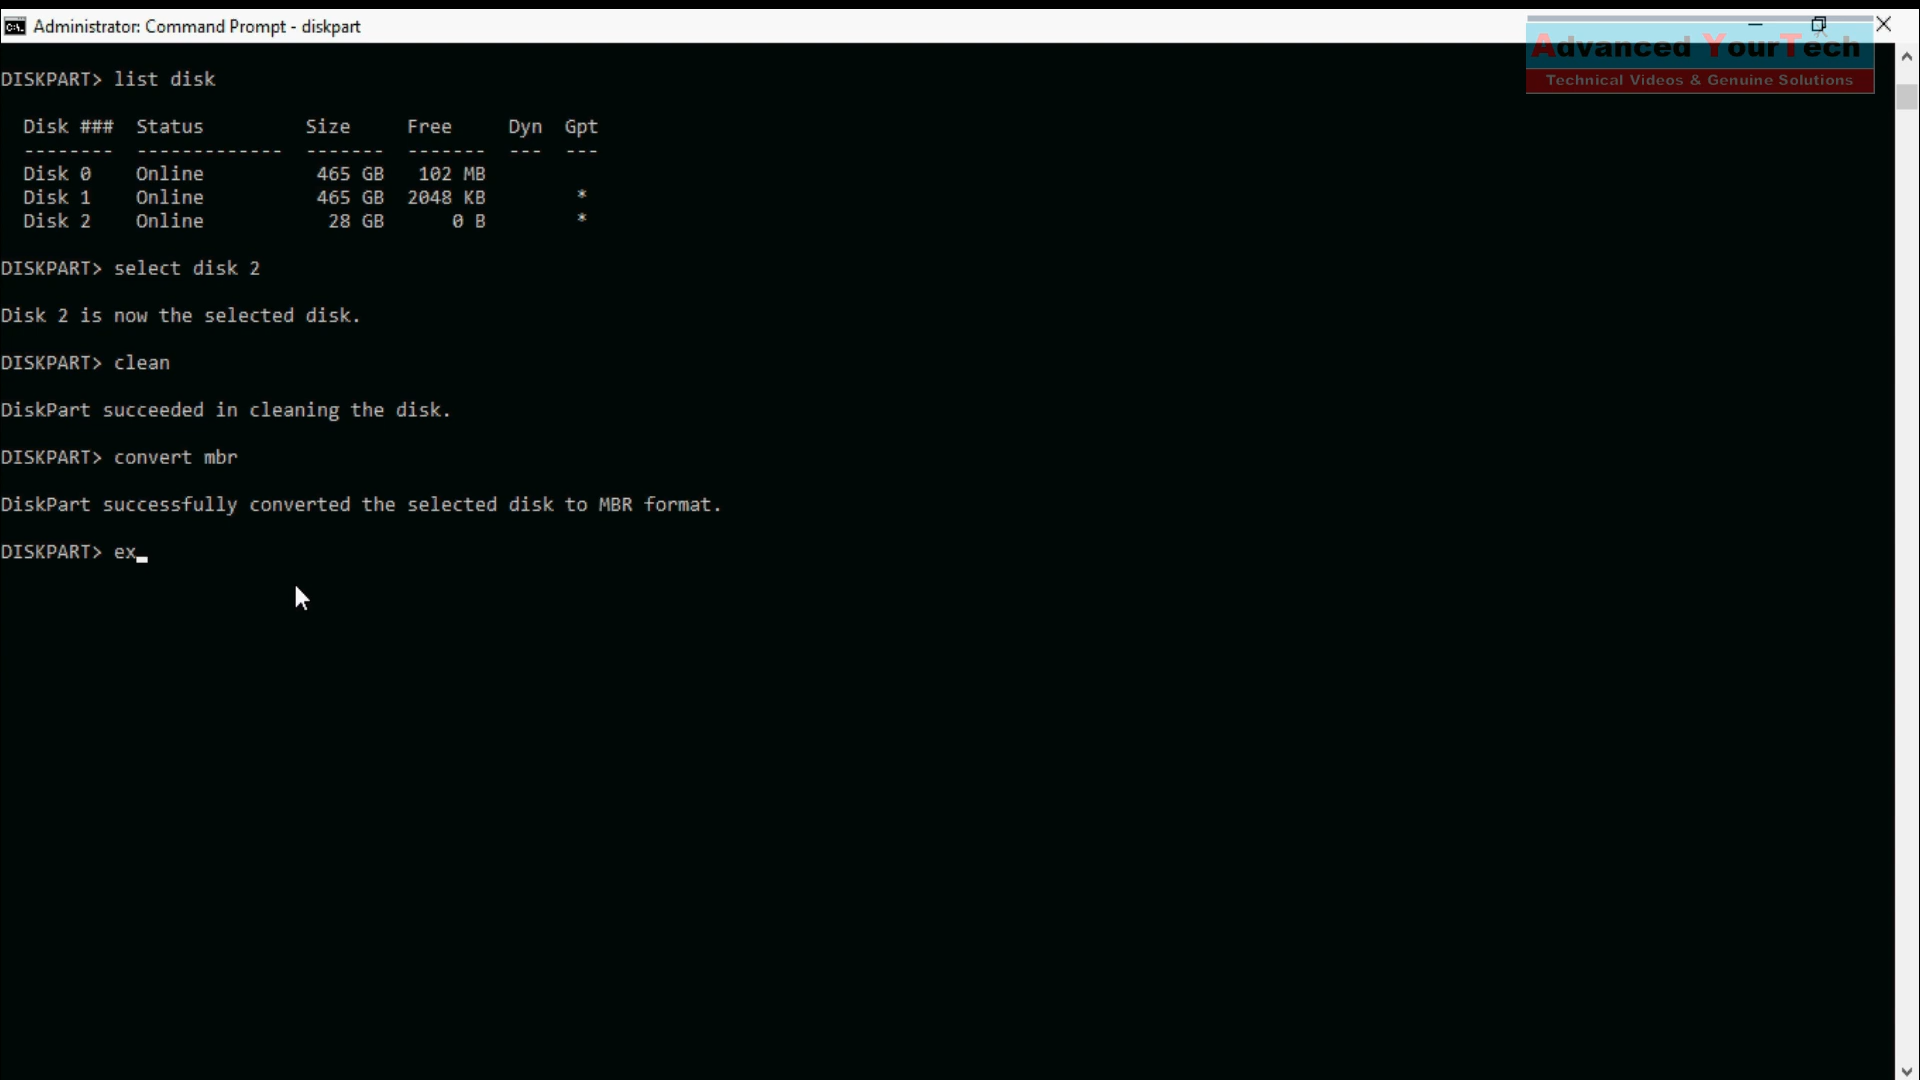 Administrator: Command Prompt - diskpart
Advanced YourTech
Technical Videos & Genuine Solutions
DISKPART> list disk
Disk ###  Status         Size     Free     Dyn  Gpt
--------  -------------  -------  -------  ---  ---
Disk 0    Online          465 GB   102 MB
Disk 1    Online          465 GB  2048 KB        *
Disk 2    Online           28 GB      0 B        *
DISKPART> select disk 2
Disk 2 is now the selected disk.
DISKPART> clean
DiskPart succeeded in cleaning the disk.
DISKPART> convert mbr
DiskPart successfully converted the selected disk to MBR format.
DISKPART> ex